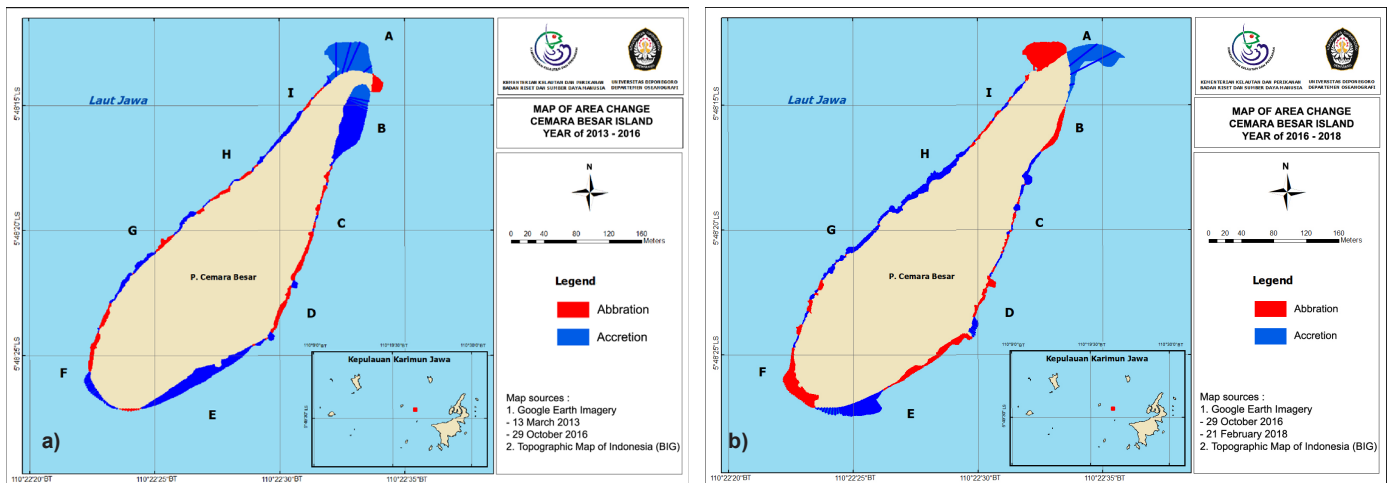 A
B
C
D
E
F
G
H
I
Laut Jawa
P. Cemara Besar
5°48'15"LS
5°48'20"LS
5°48'25"LS
110°22'20"BT
110°22'25"BT
110°22'30"BT
110°22'35"BT
Kepulauan Karimun Jawa
a)
KEMENTERIAN KELAUTAN DAN PERIKANAN
BADAN RISET DAN SUMBER DAYA MANUSIA
UNIVERSITAS DIPONEGORO
DEPARTEMEN OSEANOGRAFI
MAP OF AREA CHANGE
CEMARA BESAR ISLAND
YEAR of 2013 - 2016
N
0 20 40 80 120 160
Meters
Legend
Abbration
Accretion
Map sources :
1. Google Earth Imagery
- 13 March 2013
- 29 October 2016
2. Topographic Map of Indonesia (BIG)
A
B
C
D
E
F
G
H
I
Laut Jawa
P. Cemara Besar
5°48'15"LS
5°48'20"LS
5°48'25"LS
110°22'20"BT
110°22'25"BT
110°22'30"BT
110°22'35"BT
Kepulauan Karimun Jawa
b)
KEMENTERIAN KELAUTAN DAN PERIKANAN
BADAN RISET DAN SUMBER DAYA MANUSIA
UNIVERSITAS DIPONEGORO
DEPARTEMEN OSEANOGRAFI
MAP OF AREA CHANGE
CEMARA BESAR ISLAND
YEAR OF 2016 - 2018
N
0 20 40 80 120 160
Meters
Legend
Abbration
Accretion
Map sources :
1. Google Earth Imagery
- 29 October 2016
- 21 February 2018
2. Topographic Map of Indonesia (BIG)